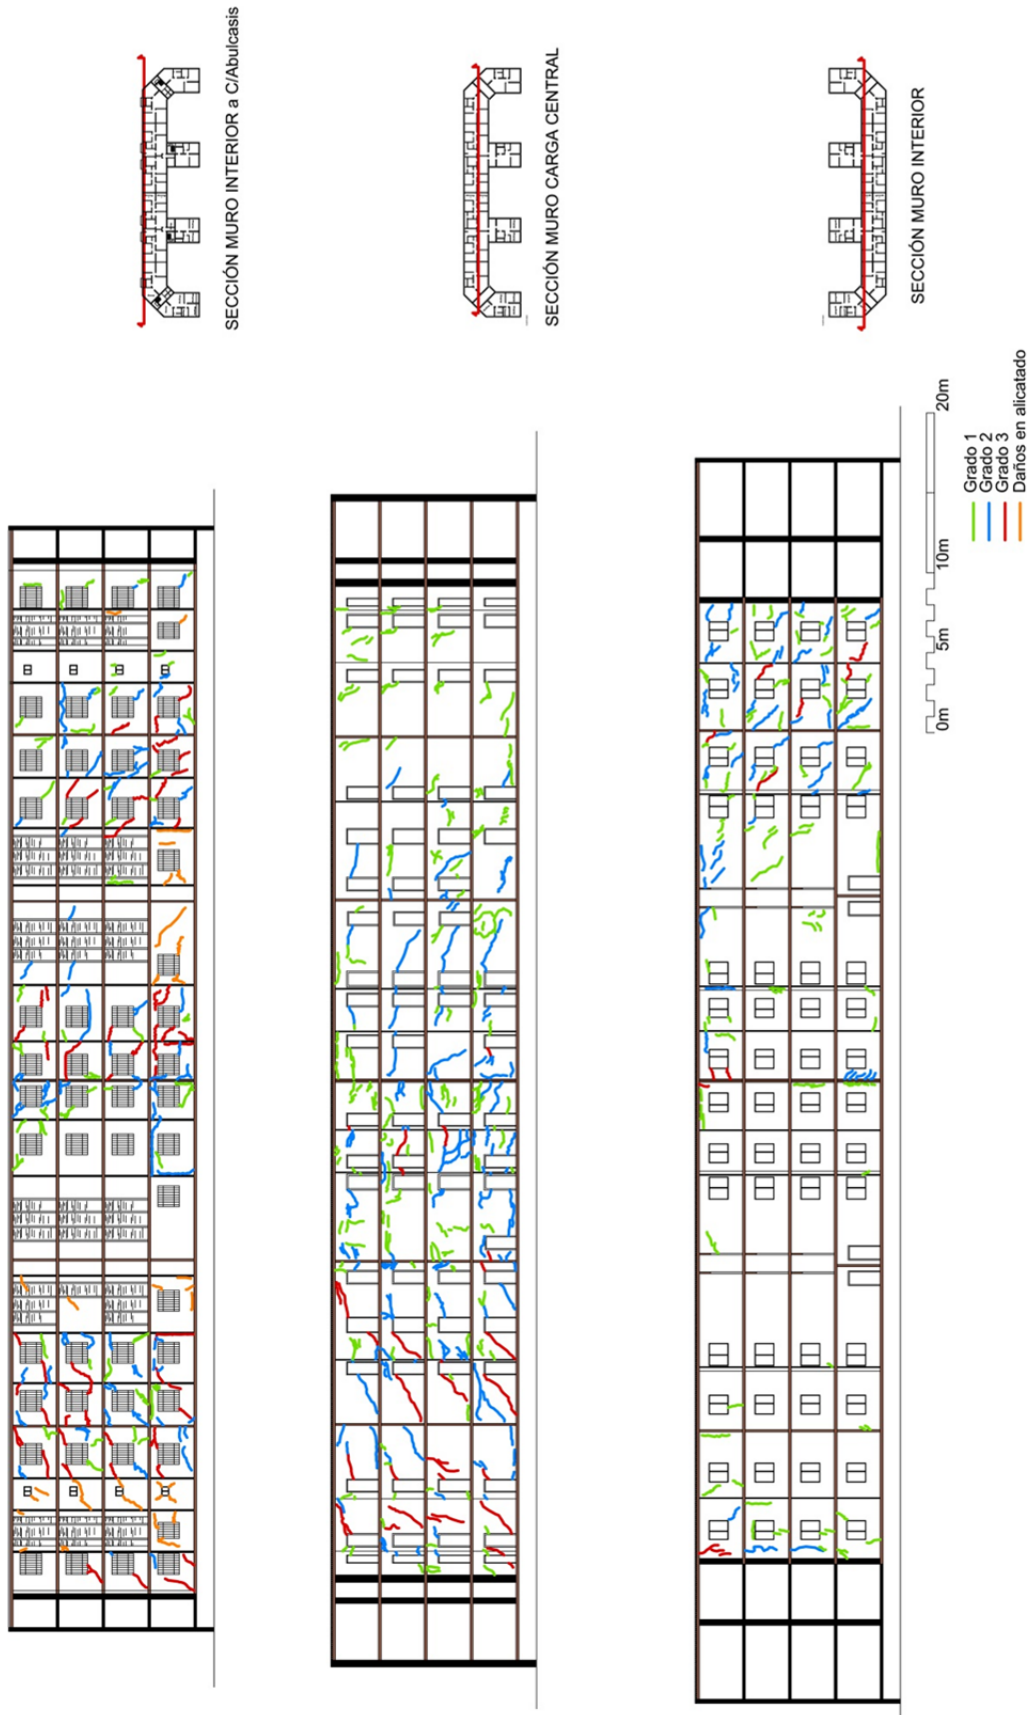 SECCIÓN MURO INTERIOR a C/Abulcasis
SECCIÓN MURO CARGA CENTRAL
SECCIÓN MURO INTERIOR
0m 5m 10m 20m
Grado 1
Grado 2
Grado 3
Daños en alicatado